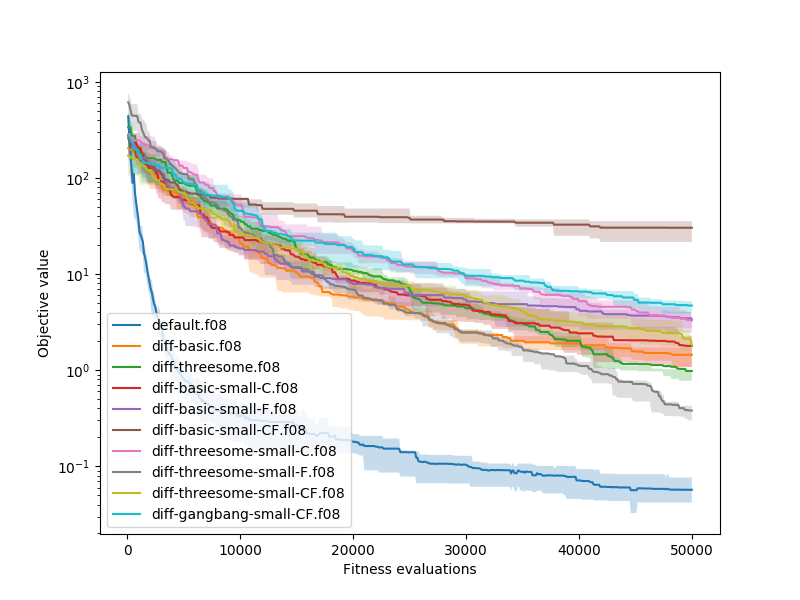 10³
10²
10¹
10⁰
10⁻¹
Objective value
default.f08
diff-basic.f08
diff-threesome.f08
diff-basic-small-C.f08
diff-basic-small-F.f08
diff-basic-small-CF.f08
diff-threesome-small-C.f08
diff-threesome-small-F.f08
diff-threesome-small-CF.f08
diff-gangbang-small-CF.f08
0 10000 20000 30000 40000 50000
Fitness evaluations